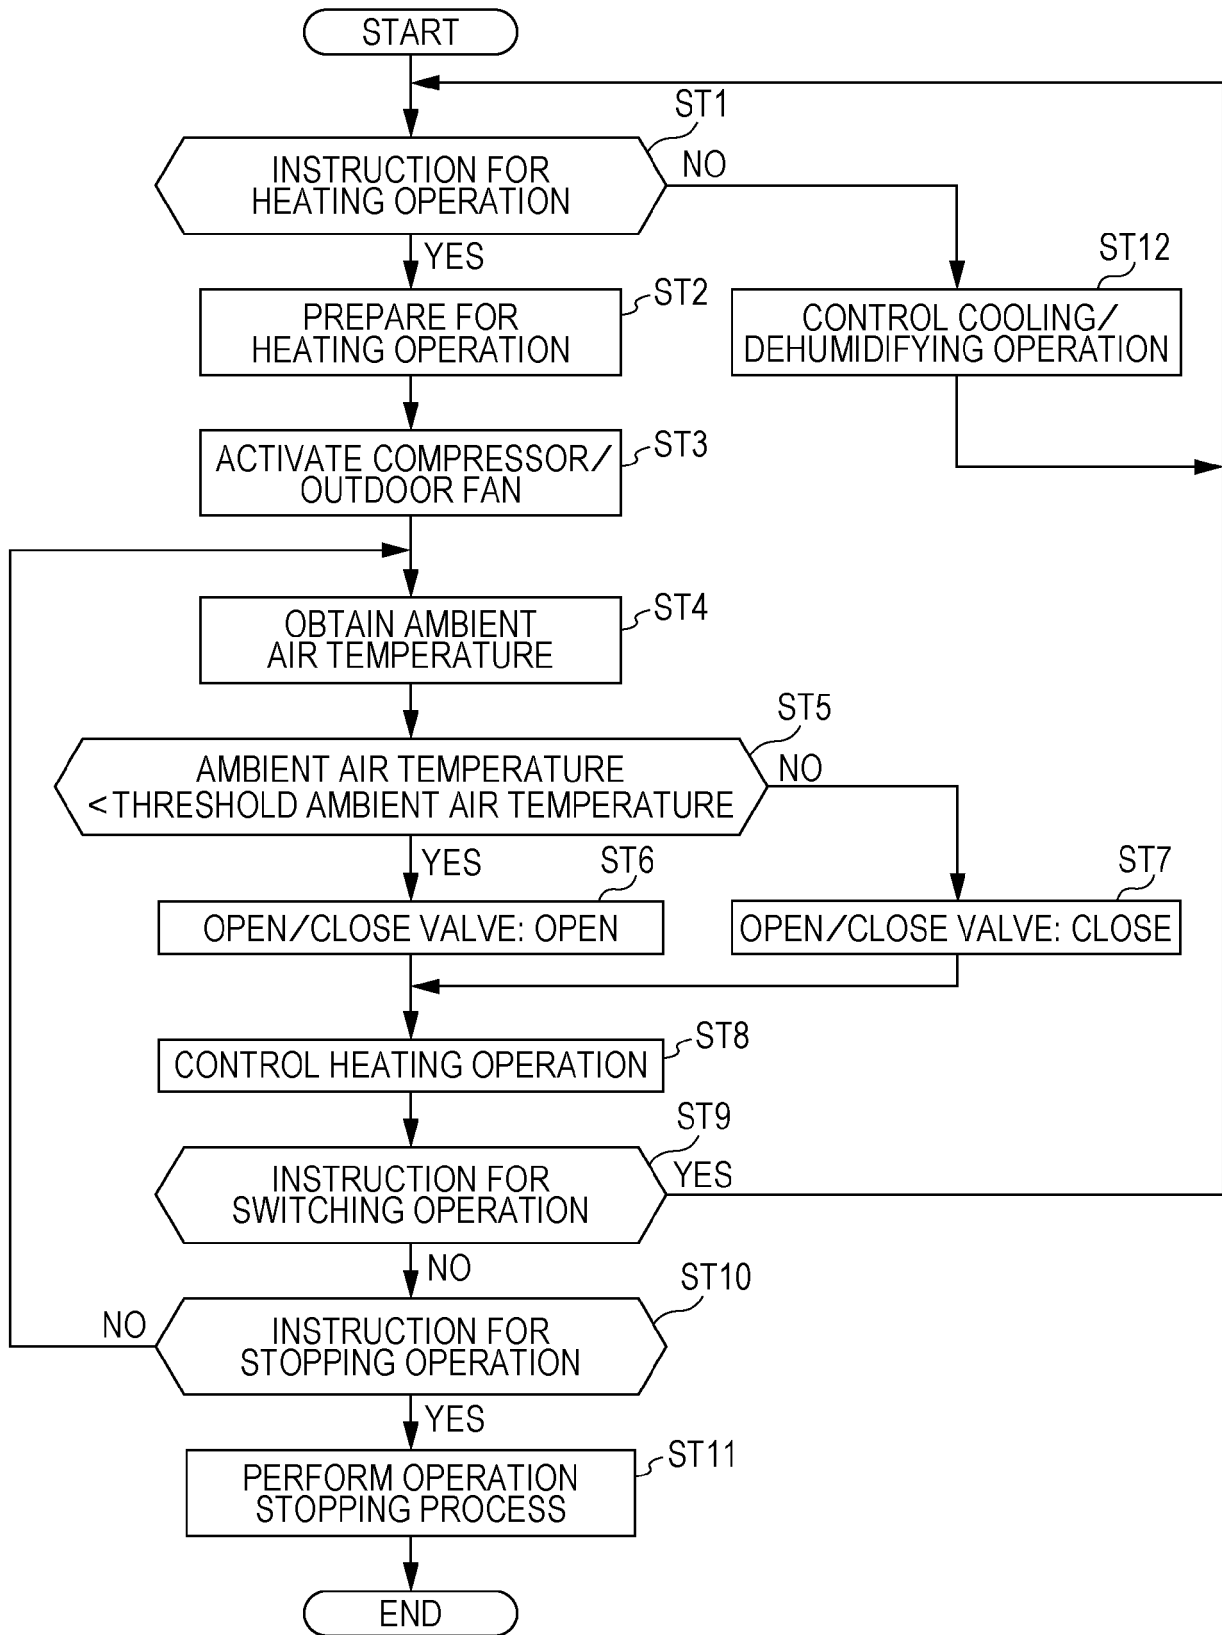 START
ST1
INSTRUCTION FOR
HEATING OPERATION
NO
YES
ST2
PREPARE FOR
HEATING OPERATION
ST12
CONTROL COOLING/
DEHUMIDIFYING OPERATION
ST3
ACTIVATE COMPRESSOR/
OUTDOOR FAN
ST4
OBTAIN AMBIENT
AIR TEMPERATURE
ST5
AMBIENT AIR TEMPERATURE
<THRESHOLD AMBIENT AIR TEMPERATURE
NO
YES
ST6
OPEN/CLOSE VALVE: OPEN
ST7
OPEN/CLOSE VALVE: CLOSE
ST8
CONTROL HEATING OPERATION
ST9
INSTRUCTION FOR
SWITCHING OPERATION
YES
NO
ST10
INSTRUCTION FOR
STOPPING OPERATION
NO
YES
ST11
PERFORM OPERATION
STOPPING PROCESS
END